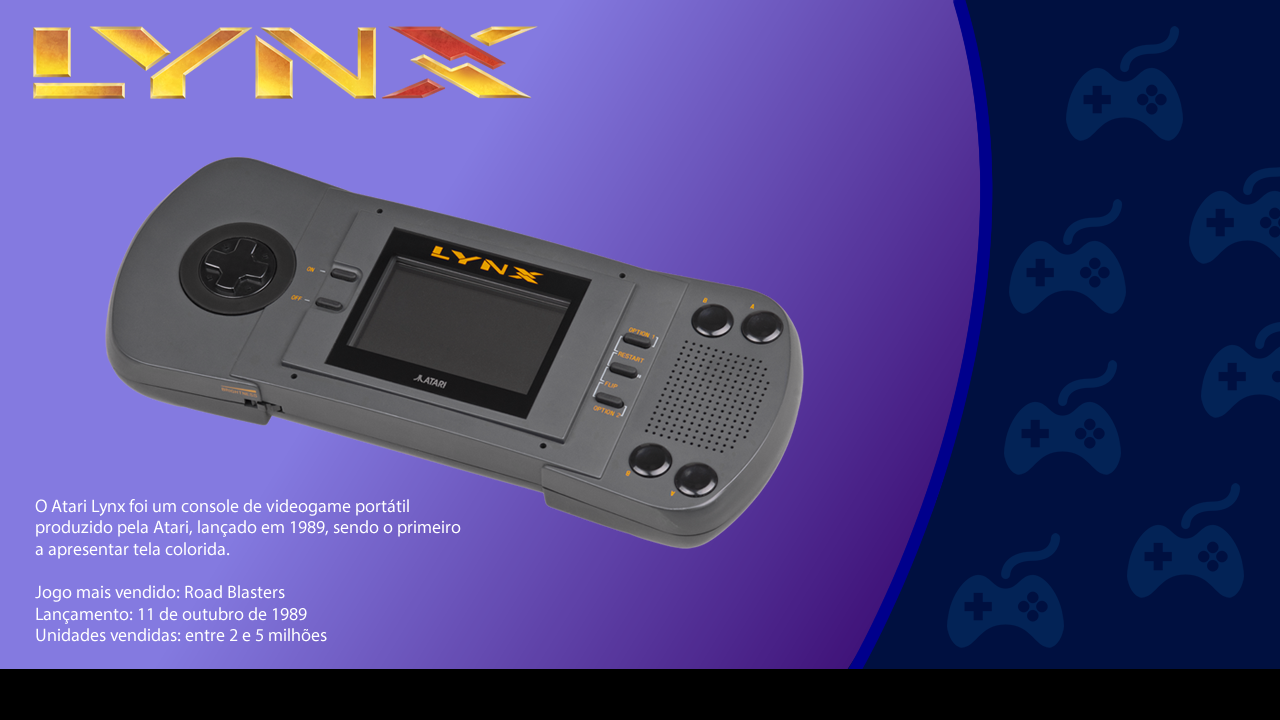 LYNX
LYNX
ON
OFF
B
A
OPTION 1
RESTART
FLIP
OPTION 2
ATARI
B
O Atari Lynx foi um console de videogame portátil
produzido pela Atari, lançado em 1989, sendo o primeiro
a apresentar tela colorida.
Jogo mais vendido: Road Blasters
Lançamento: 11 de outubro de 1989
Unidades vendidas: entre 2 e 5 milhões